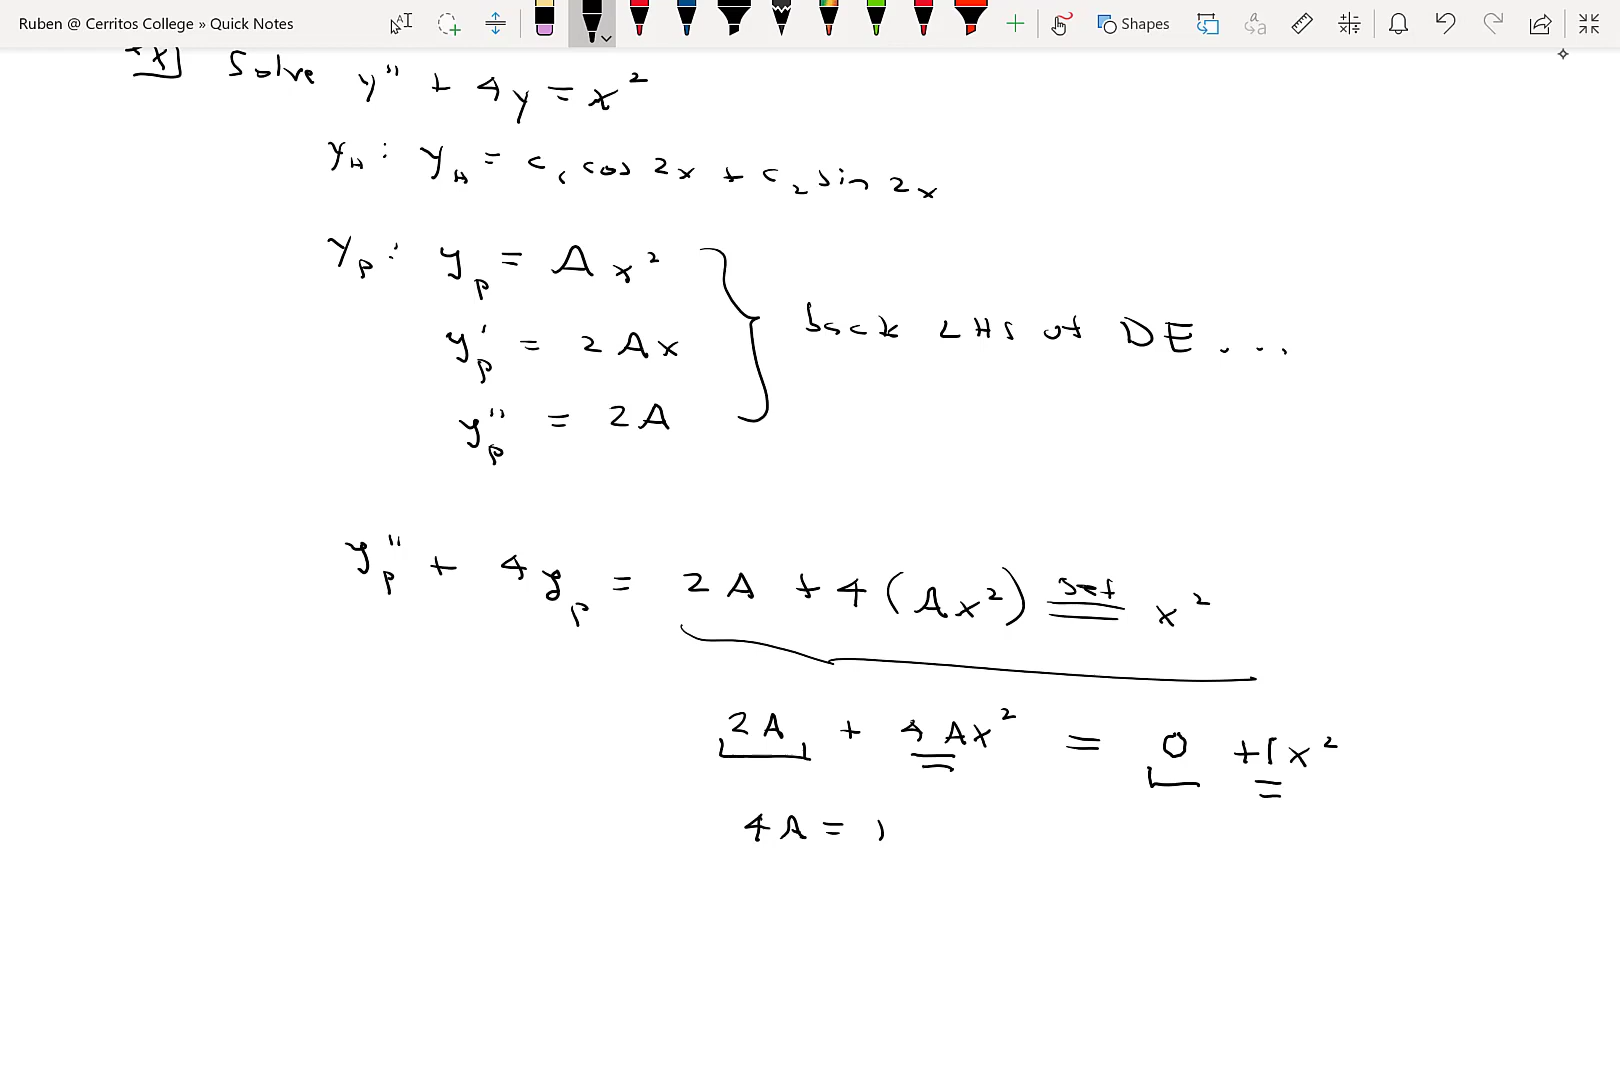 Ruben @ Cerritos College » Quick Notes
Shapes
Ex] Solve y'' + 4y = x²
y_H : y_H = c₁ cos 2x + c₂ sin 2x
y_p : y_p = A x²
y_p' = 2Ax
back LHS of DE . . .
y_p'' = 2A
y_p'' + 4y_p = 2A + 4(Ax²) set x²
2A + 4Ax² = 0 + 1x²
4A = 1